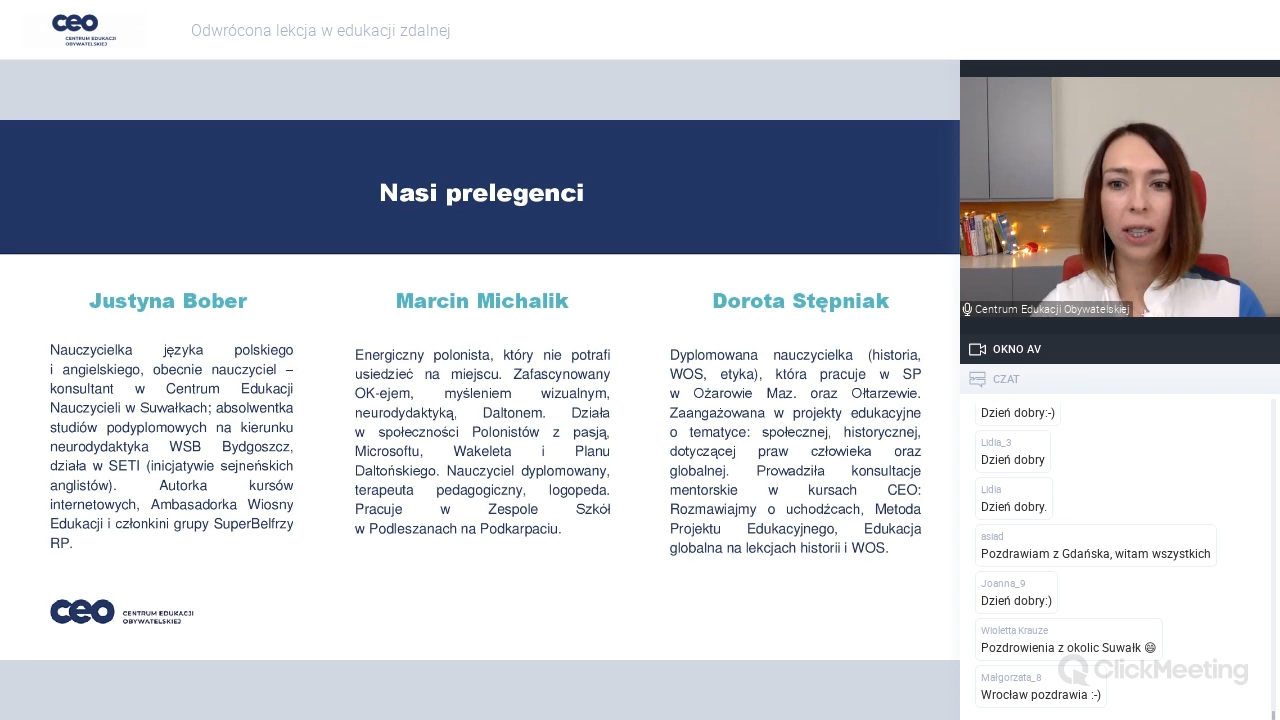 ceo
CENTRUM EDUKACJI
OBYWATELSKIEJ
Odwrócona lekcja w edukacji zdalnej
Nasi prelegenci
Justyna Bober
Nauczycielka języka polskiego
i angielskiego, obecnie nauczyciel –
konsultant w Centrum Edukacji
Nauczycieli w Suwałkach; absolwentka
studiów podyplomowych na kierunku
neurodydaktyka WSB Bydgoszcz,
działa w SETI (inicjatywie sejneńskich
anglistów). Autorka kursów
internetowych, Ambasadorka Wiosny
Edukacji i członkini grupy SuperBelfrzy
RP.
Marcin Michalik
Energiczny polonista, który nie potrafi
usiedzieć na miejscu. Zafascynowany
OK-ejem, myśleniem wizualnym,
neurodydaktyką, Daltonem. Działa
w społeczności Polonistów z pasją,
Microsoftu, Wakeleta i Planu
Daltońskiego. Nauczyciel dyplomowany,
terapeuta pedagogiczny, logopeda.
Pracuje w Zespole Szkół
w Podleszanach na Podkarpaciu.
Dorota Stępniak
Dyplomowana nauczycielka (historia,
WOS, etyka), która pracuje w SP
w Ożarowie Maz. oraz Ołtarzewie.
Zaangażowana w projekty edukacyjne
o tematyce: społecznej, historycznej,
dotyczącej praw człowieka oraz
globalnej. Prowadziła konsultacje
mentorskie w kursach CEO:
Rozmawiajmy o uchodźcach, Metoda
Projektu Edukacyjnego, Edukacja
globalna na lekcjach historii i WOS.
ceo
CENTRUM EDUKACJI
OBYWATELSKIEJ
Centrum Edukacji Obywatelskiej
OKNO AV
CZAT
Dzień dobry:-)
Lidia_3
Dzień dobry
Lidia
Dzień dobry.
asiad
Pozdrawiam z Gdańska, witam wszystkich
Joanna_9
Dzień dobry:)
Wioletta Krauze
Pozdrowienia z okolic Suwałk 😄
Małgorzata_8
Wrocław pozdrawia :-)
ClickMeeting